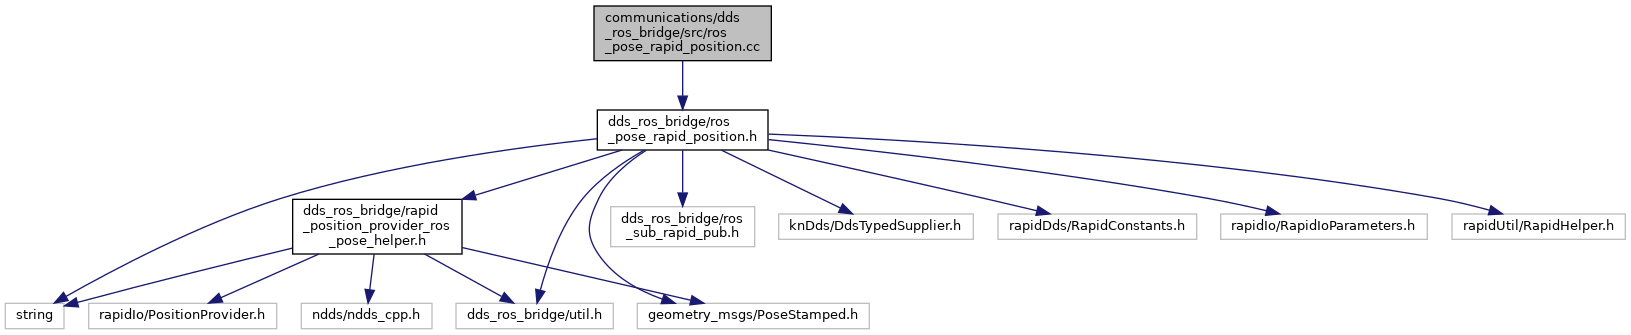 communications/dds
_ros_bridge/src/ros
_pose_rapid_position.cc
dds_ros_bridge/ros
_pose_rapid_position.h
dds_ros_bridge/rapid
_position_provider_ros
_pose_helper.h
dds_ros_bridge/ros
_sub_rapid_pub.h
knDds/DdsTypedSupplier.h
rapidDds/RapidConstants.h
rapidIo/RapidIoParameters.h
rapidUtil/RapidHelper.h
string
rapidIo/PositionProvider.h
ndds/ndds_cpp.h
dds_ros_bridge/util.h
geometry_msgs/PoseStamped.h